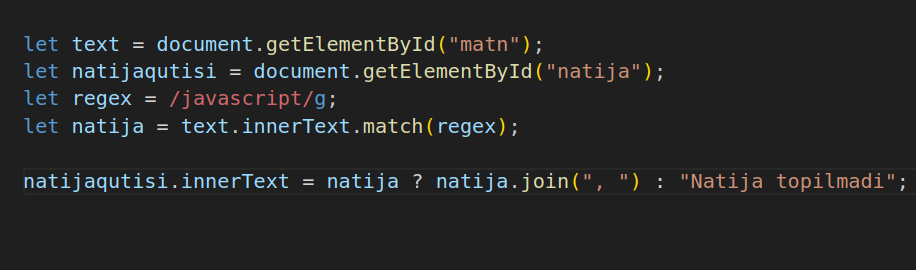 let text = document.getElementById("matn");
let natijaqutisi = document.getElementById("natija");
let regex = /javascript/g;
let natija = text.innerText.match(regex);
natijaqutisi.innerText = natija ? natija.join(", ") : "Natija topilmadi";